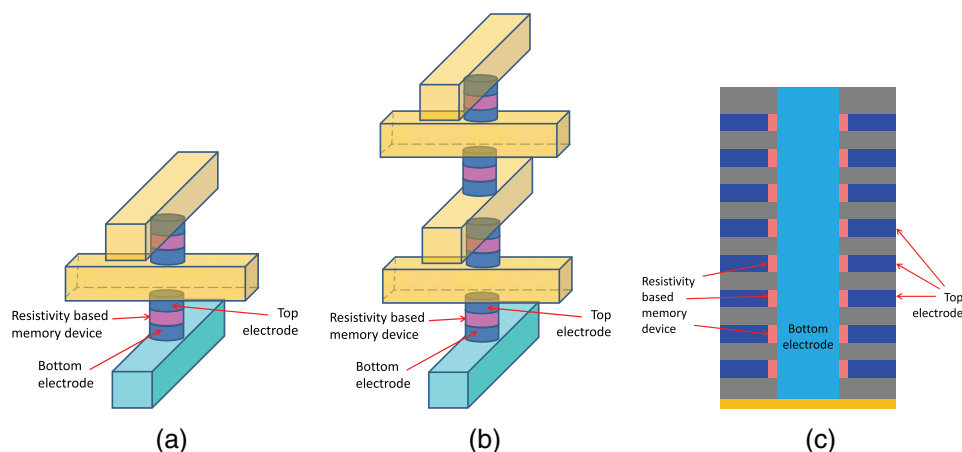 Resistivity based
memory device
Top
electrode
Bottom
electrode
(a)
Resistivity based
memory device
Top
electrode
Bottom
electrode
(b)
Resistivity
based
memory
device
Bottom
electrode
Top
electrode
(c)